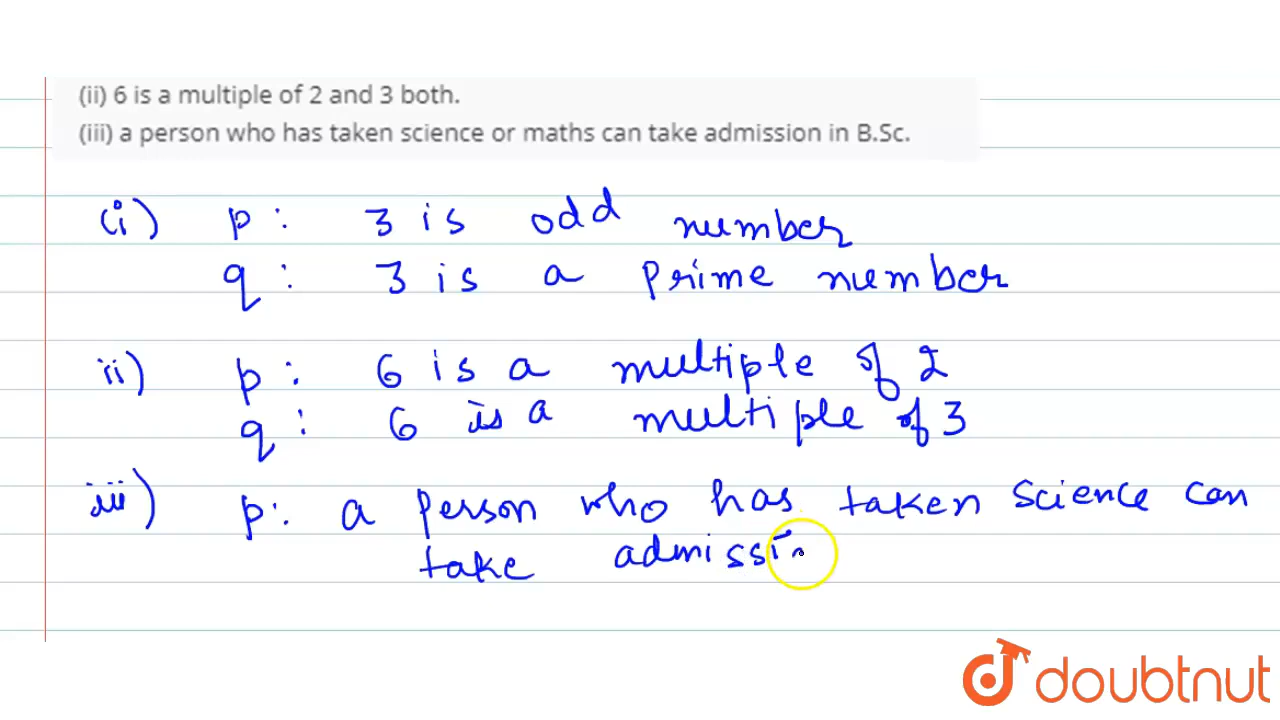 (ii) 6 is a multiple of 2 and 3 both.
(iii) a person who has taken science or maths can take admission in B.Sc.
(i) p: 3 is odd number
q: 3 is a prime number
ii) p: 6 is a multiple of 2
q: 6 is a multiple of 3
iii) p: a person who has taken science can
take admissi
doubtnut